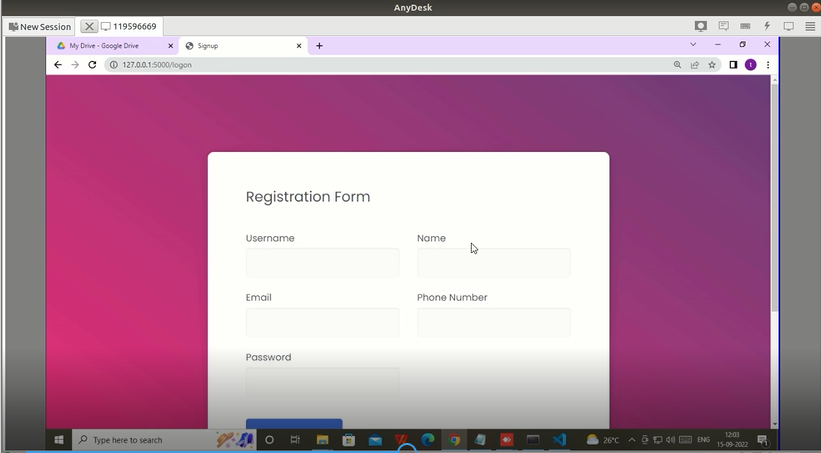 AnyDesk
New Session 119596669
My Drive - Google Drive Signup
127.0.0.1:5000/logon
t
Registration Form
Username Name
Email Phone Number
Password
Type here to search 26°C ENG 12:03
15-09-2022